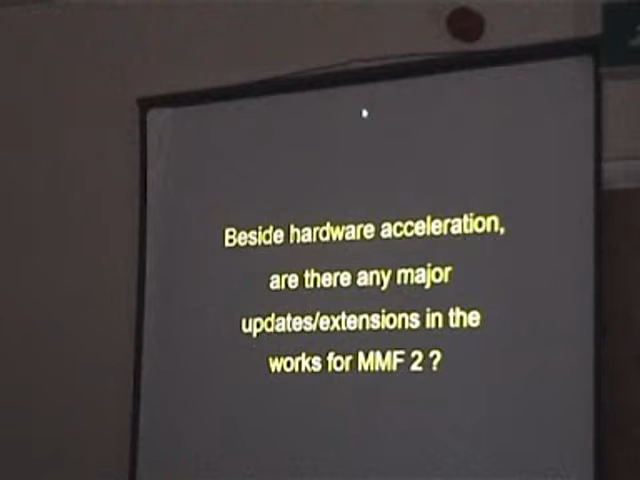 Beside hardware acceleration,
are there any major
updates/extensions in the
works for MMF 2 ?